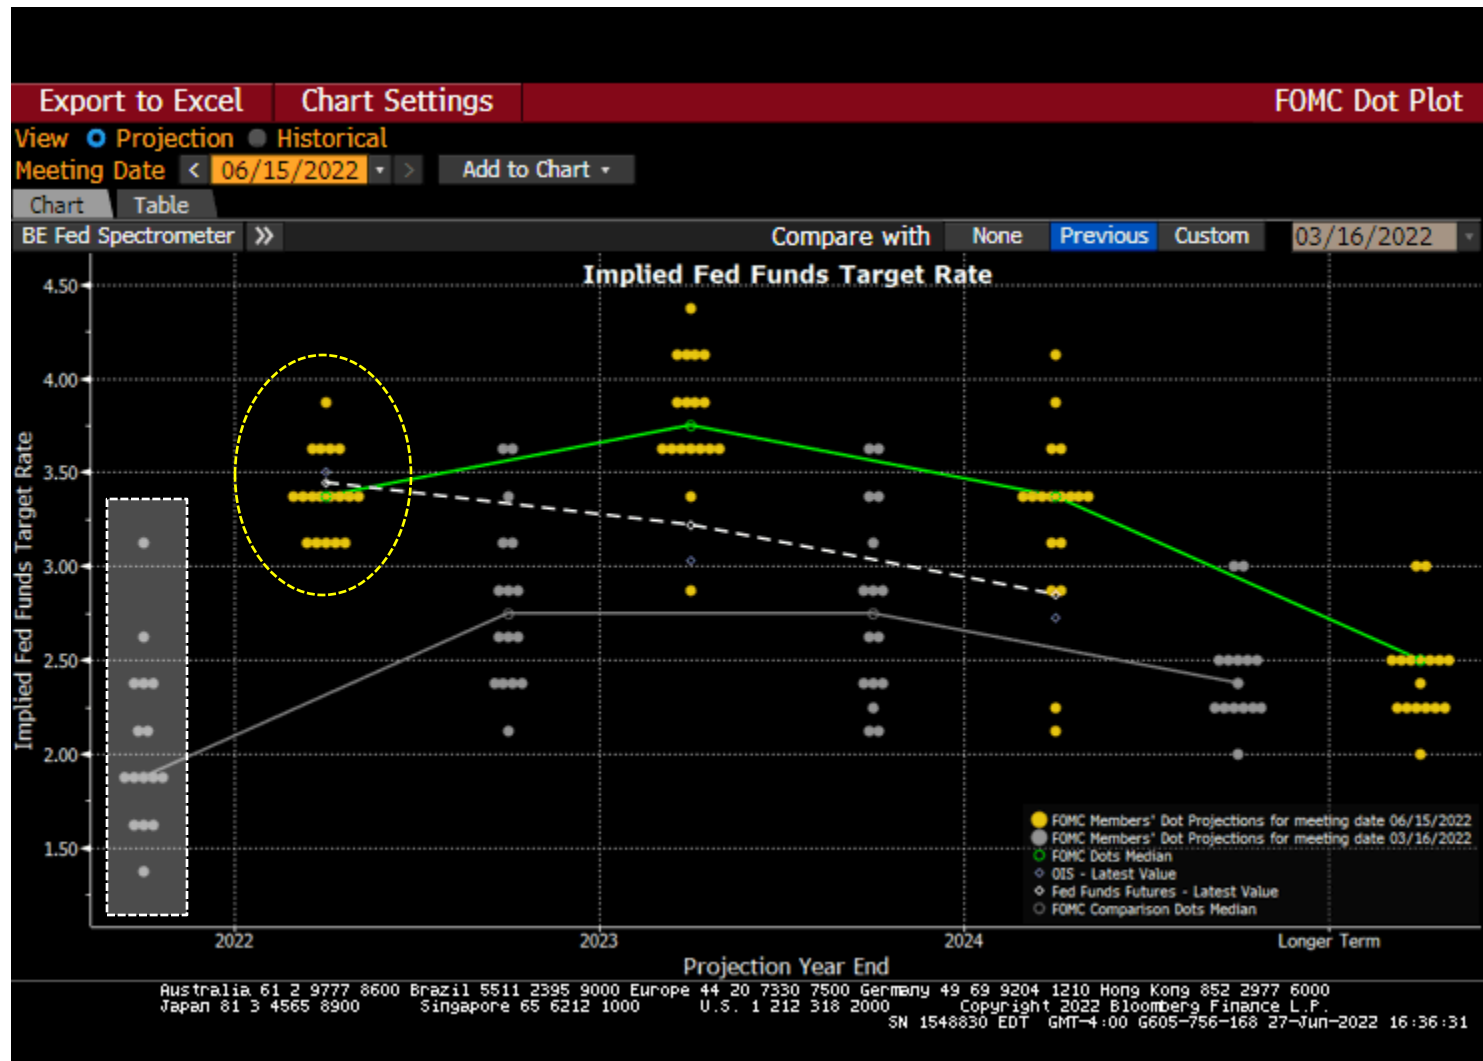 Export to Excel Chart Settings FOMC Dot Plot
View Projection Historical
Meeting Date < 06/15/2022 > Add to Chart
Chart Table
BE Fed Spectrometer » Compare with None Previous Custom 03/16/2022
Implied Fed Funds Target Rate
4.50
4.00
3.50
3.00
2.50
2.00
1.50
Implied Fed Funds Target Rate
FOMC Members' Dot Projections for meeting date 06/15/2022
FOMC Members' Dot Projections for meeting date 03/16/2022
FOMC Dots Median
OIS - Latest Value
Fed Funds Futures - Latest Value
FOMC Comparison Dots Median
2022 2023 2024 Longer Term
Projection Year End
Australia 61 2 9777 8600 Brazil 5511 2395 9000 Europe 44 20 7330 7500 Germany 49 69 9204 1210 Hong Kong 852 2977 6000
Japan 81 3 4565 8900 Singapore 65 6212 1000 U.S. 1 212 318 2000 Copyright 2022 Bloomberg Finance L.P.
SN 1548830 EDT GMT-4:00 G605-756-168 27-Jun-2022 16:36:31